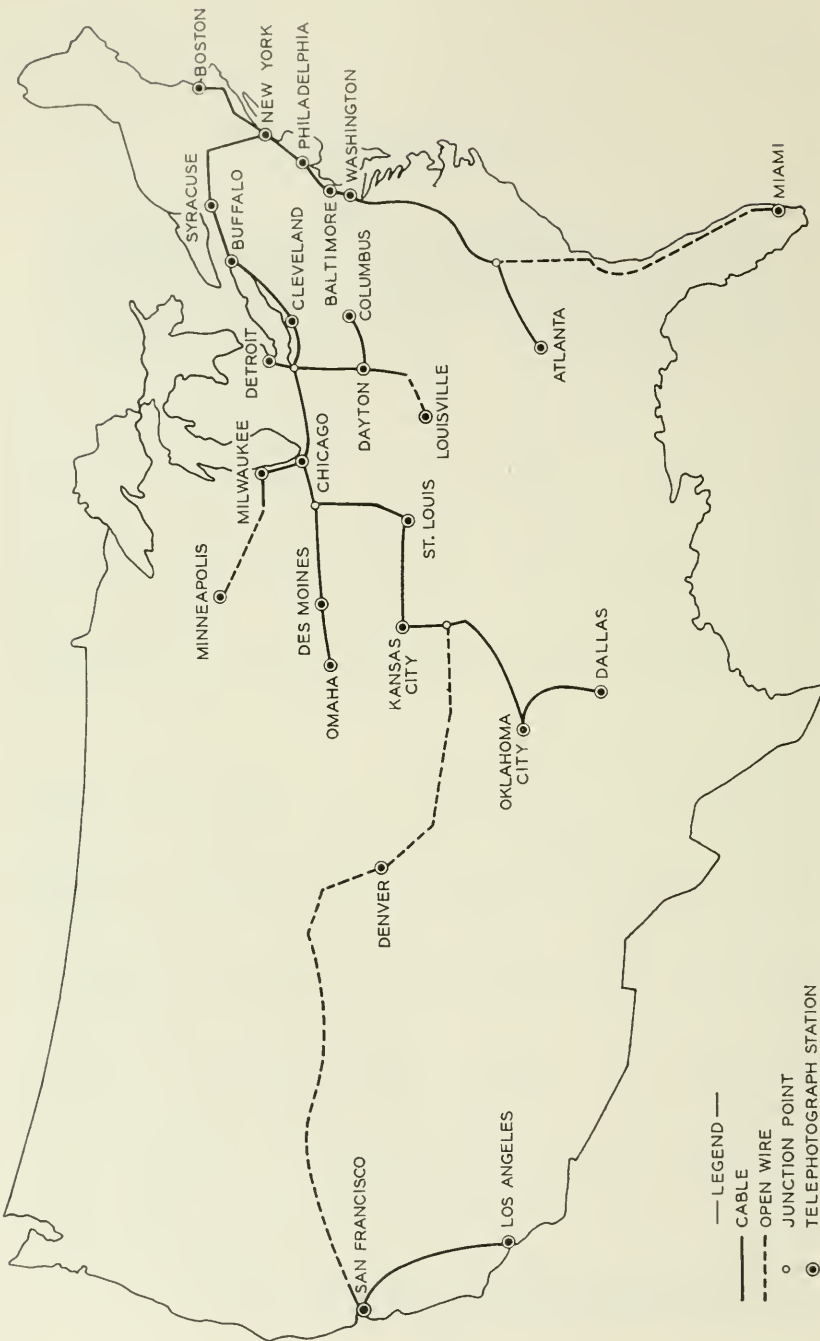 BOSTON
NEW YORK
PHILADELPHIA
WASHINGTON
SYRACUSE
BUFFALO
CLEVELAND
BALTIMORE
COLUMBUS
MIAMI
DETROIT
DAYTON
LOUISVILLE
ATLANTA
MILWAUKEE
CHICAGO
MINNEAPOLIS
DES MOINES
ST. LOUIS
OMAHA
KANSAS
CITY
DALLAS
OKLAHOMA
CITY
DENVER
SAN FRANCISCO
LOS ANGELES
— LEGEND —
CABLE
OPEN WIRE
JUNCTION POINT
TELEPHOTOGRAPH STATION